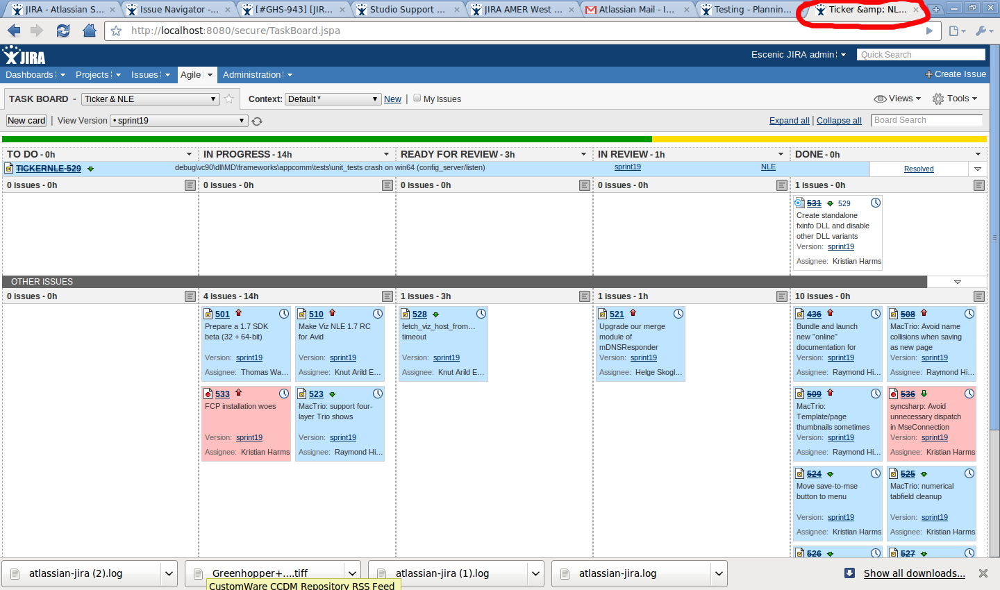 JIRA - Atlassian S...
Issue Navigator -...
[#GHS-943] [JIR...
Studio Support ...
JIRA AMER West ...
Atlassian Mail - I...
Testing - Plannin...
Ticker &amp; NL...
http://localhost:8080/secure/TaskBoard.jspa
JIRA
Escenic JIRA admin
Quick Search
Dashboards
Projects
Issues
Agile
Administration
Create Issue
TASK BOARD -
Ticker & NLE
Context:
Default *
New
My Issues
Views
Tools
New card
View Version
• sprint19
Expand all | Collapse all
Board Search
TO DO - 0h
IN PROGRESS - 14h
READY FOR REVIEW - 3h
IN REVIEW - 1h
DONE - 0h
TICKERNLE-529
debug\vc90\dll\MD\frameworks\appcomm\tests\unit_tests crash on win64 (config_server/listen)
sprint19
NLE
Resolved
0 issues - 0h
0 issues - 0h
0 issues - 0h
0 issues - 0h
1 issues - 0h
531
529
Create standalone
fxinfo DLL and disable
other DLL variants
Version: sprint19
Assignee: Kristian Harms
OTHER ISSUES
0 issues - 0h
4 issues - 14h
1 issues - 3h
1 issues - 1h
10 issues - 0h
501
Prepare a 1.7 SDK
beta (32 + 64-bit)
Version: sprint19
Assignee: Thomas Wa...
510
Make Viz NLE 1.7 RC
for Avid
Version: sprint19
Assignee: Knut Arild E...
528
fetch_viz_host_from...
timeout
Version: sprint19
Assignee: Knut Arild E...
521
Upgrade our merge
module of
mDNSResponder
Version: sprint19
Assignee: Helge Skogl...
436
Bundle and launch
new "online"
documentation for
Version: sprint19
Assignee: Raymond Hi...
508
MacTrio: Avoid name
collisions when saving
as new page
Version: sprint19
Assignee: Raymond Hi...
533
FCP installation woes
Version: sprint19
Assignee: Kristian Harms
523
MacTrio: support four-
layer Trio shows
Version: sprint19
Assignee: Raymond Hi...
509
MacTrio:
Template/page
thumbnails sometimes
Version: sprint19
Assignee: Raymond Hi...
536
syncsharp: Avoid
unnecessary dispatch
in MseConnection
Version: sprint19
Assignee: Kristian Harms
524
Move save-to-mse
button to menu
Version: sprint19
Assignee: Kristian Harms
525
MacTrio: numerical
tabfield cleanup
Version: sprint19
Assignee: Kristian Harms
526
527
atlassian-jira (2).log
Greenhopper+....tiff
atlassian-jira (1).log
atlassian-jira.log
Show all downloads...
CustomWare CCDM Repository RSS Feed